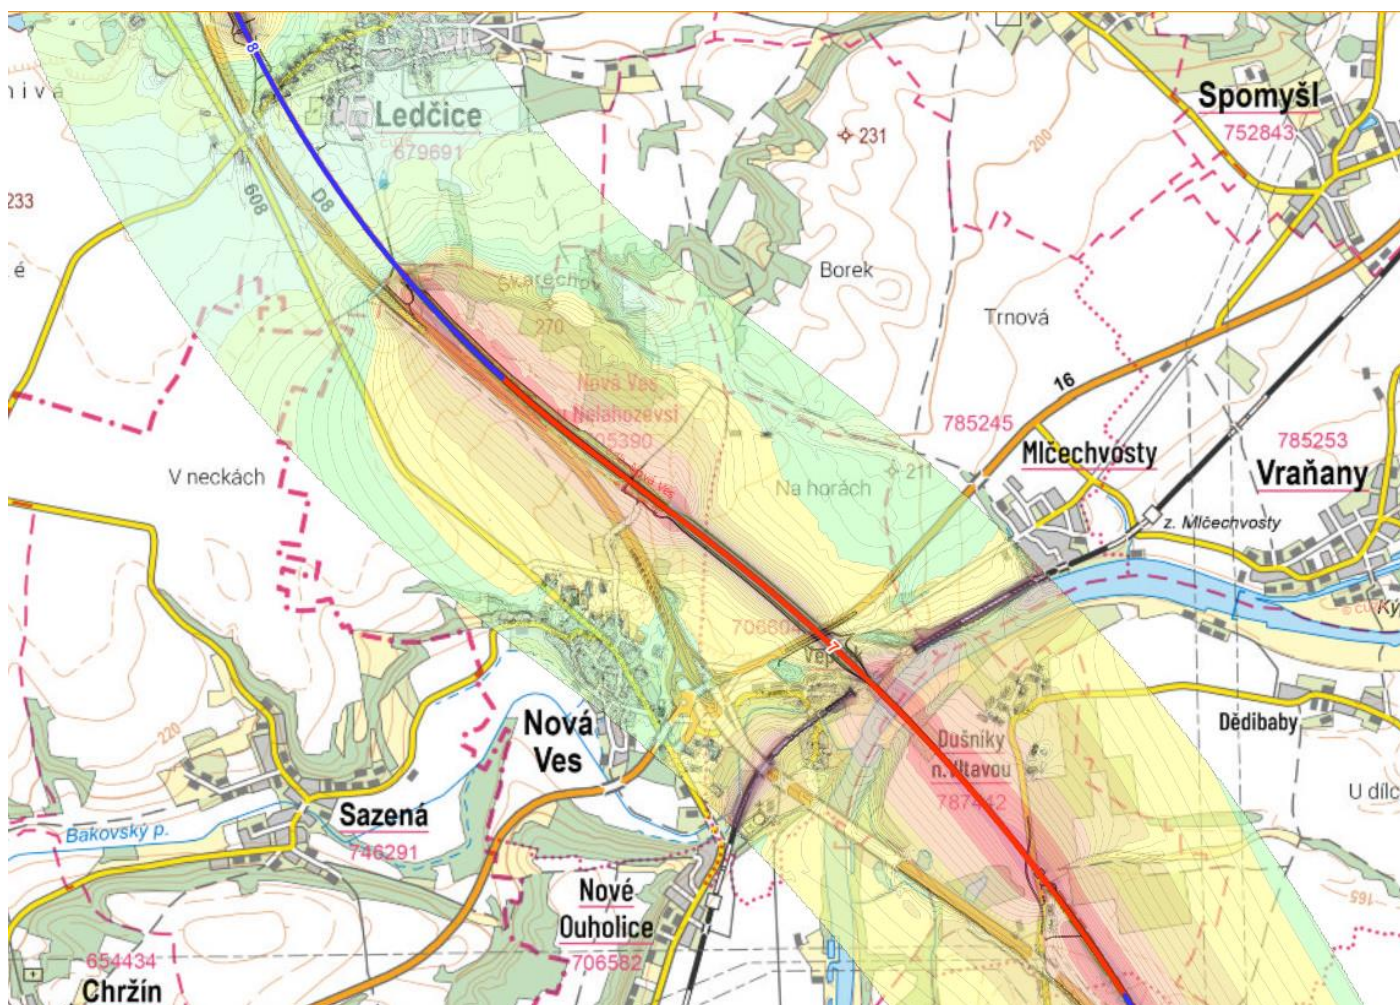 8
Ledčice
679691
nivá
233
é
608
D8
231
Spomyšl
752843
200
Borek
Škarechov
270
Trnová
Nová Ves
u Nelahozevsi
705390
16
785245
Mlčechvosty
785253
Vraňany
V neckách
Na horách
211
z. Mlčechvosty
7
220
Nová
Ves
Dušníky
n. Vltavou
787442
Dědibaby
U dílc
Bakovský p.
Sazená
746291
Nové
Ouholice
706582
165
654434
Chržín